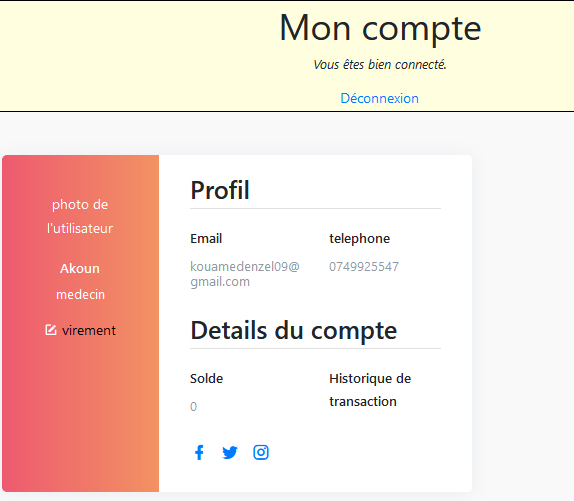 Mon compte
Vous êtes bien connecté.
Déconnexion
photo de
l'utilisateur
Akoun
medecin
virement
Profil
Email
telephone
kouamedenzel09@
gmail.com
0749925547
Details du compte
Solde
Historique de
transaction
0